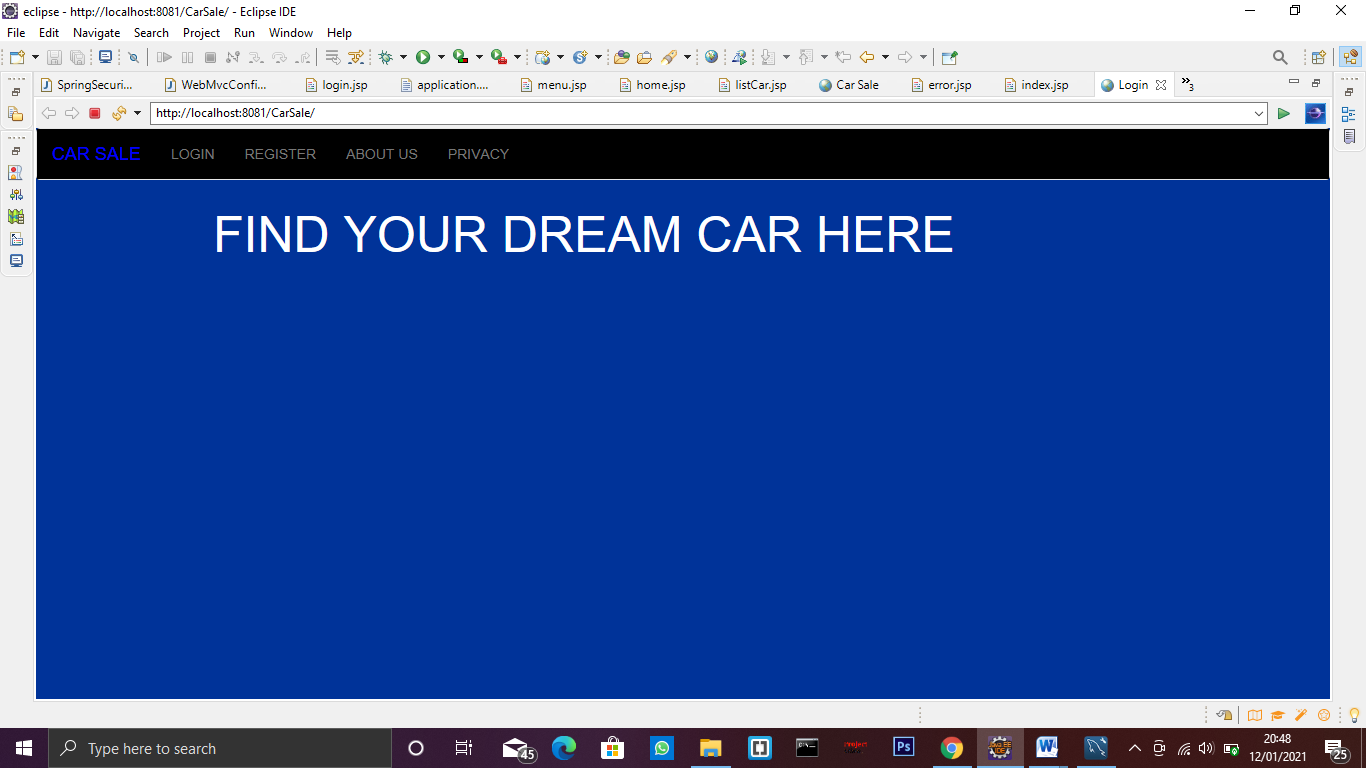 eclipse - http://localhost:8081/CarSale/ - Eclipse IDE
File Edit Navigate Search Project Run Window Help
SpringSecuri... WebMvcConfi... login.jsp application.... menu.jsp home.jsp listCar.jsp Car Sale error.jsp index.jsp Login »3
http://localhost:8081/CarSale/
CAR SALE LOGIN REGISTER ABOUT US PRIVACY
FIND YOUR DREAM CAR HERE
Type here to search
45
Ps
20:48
12/01/2021
25